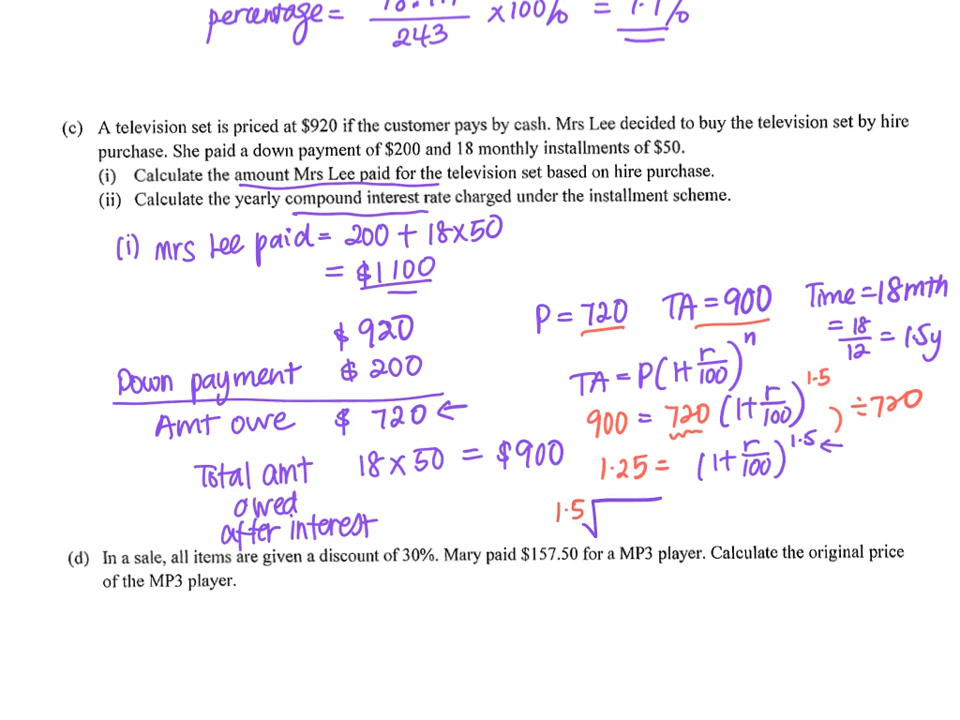 percentage = ‾‾‾ / 243 × 100% = 7.7%
(c) A television set is priced at $920 if the customer pays by cash. Mrs Lee decided to buy the television set by hire
purchase. She paid a down payment of $200 and 18 monthly installments of $50.
(i) Calculate the amount Mrs Lee paid for the television set based on hire purchase.
(ii) Calculate the yearly compound interest rate charged under the installment scheme.
(i) Mrs Lee paid = 200 + 18×50
= $1100
$920
Down payment $200
Amt owe $ 720 ←
Total amt 18×50 = $900
owed
after interest
P = 720 TA = 900 Time = 18mth
= 18/12 = 1.5y
TA = P(1+r/100)^n
900 = 720 (1+r/100)^1.5 ) ÷720
1.25 = (1+r/100)^1.5 ←
1.5√
(d) In a sale, all items are given a discount of 30%. Mary paid $157.50 for a MP3 player. Calculate the original price
of the MP3 player.